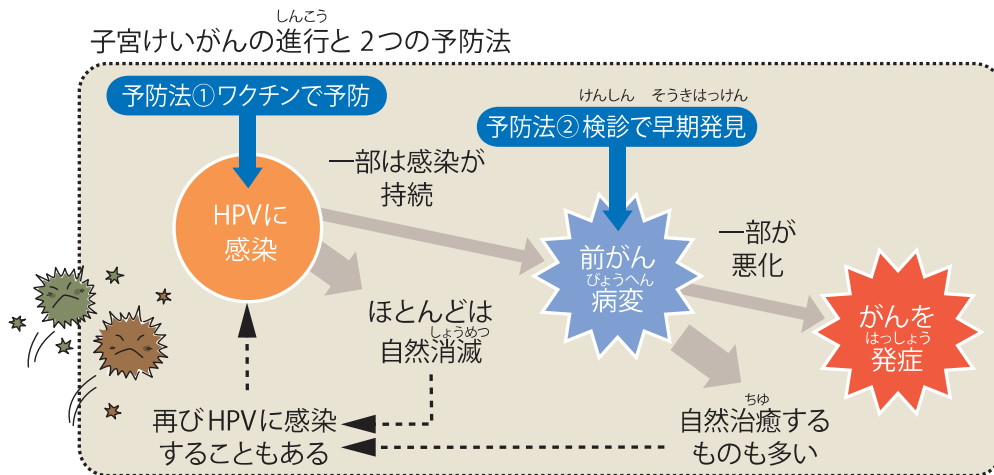 しんこう
子宮けいがんの進行と2つの予防法
予防法①ワクチンで予防
けんしん そうきはっけん
予防法②検診で早期発見
一部は感染が
持続
HPVに
感染
前がん
びょうへん
病変
一部が
悪化
がんを
はっしょう
発症
ほとんどは
しょうめつ
自然消滅
再びHPVに感染
することもある
ちゆ
自然治癒する
ものも多い